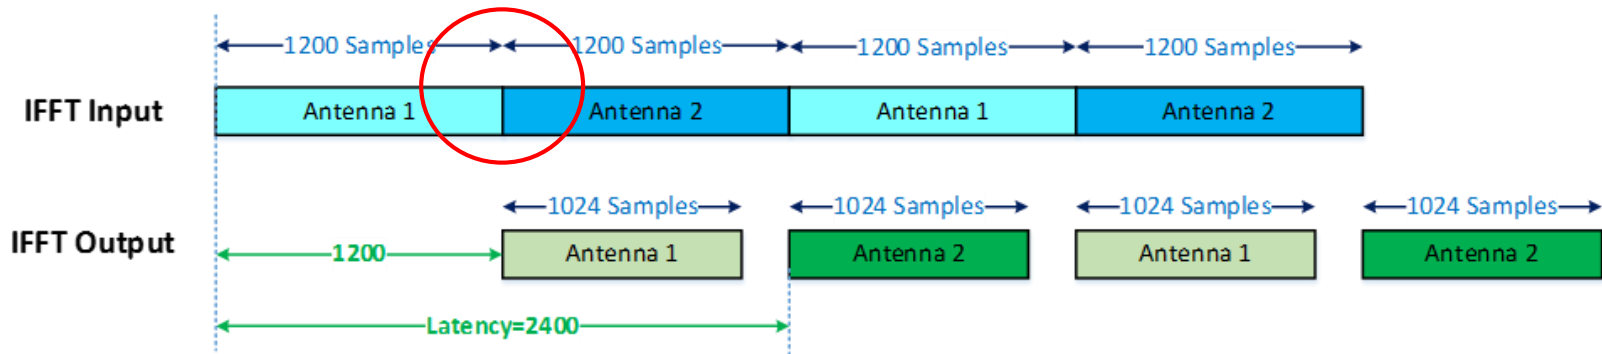 1200 Samples 1200 Samples 1200 Samples 1200 Samples
IFFT Input Antenna 1 Antenna 2 Antenna 1 Antenna 2
1024 Samples 1024 Samples 1024 Samples 1024 Samples
IFFT Output 1200 Antenna 1 Antenna 2 Antenna 1 Antenna 2
Latency=2400